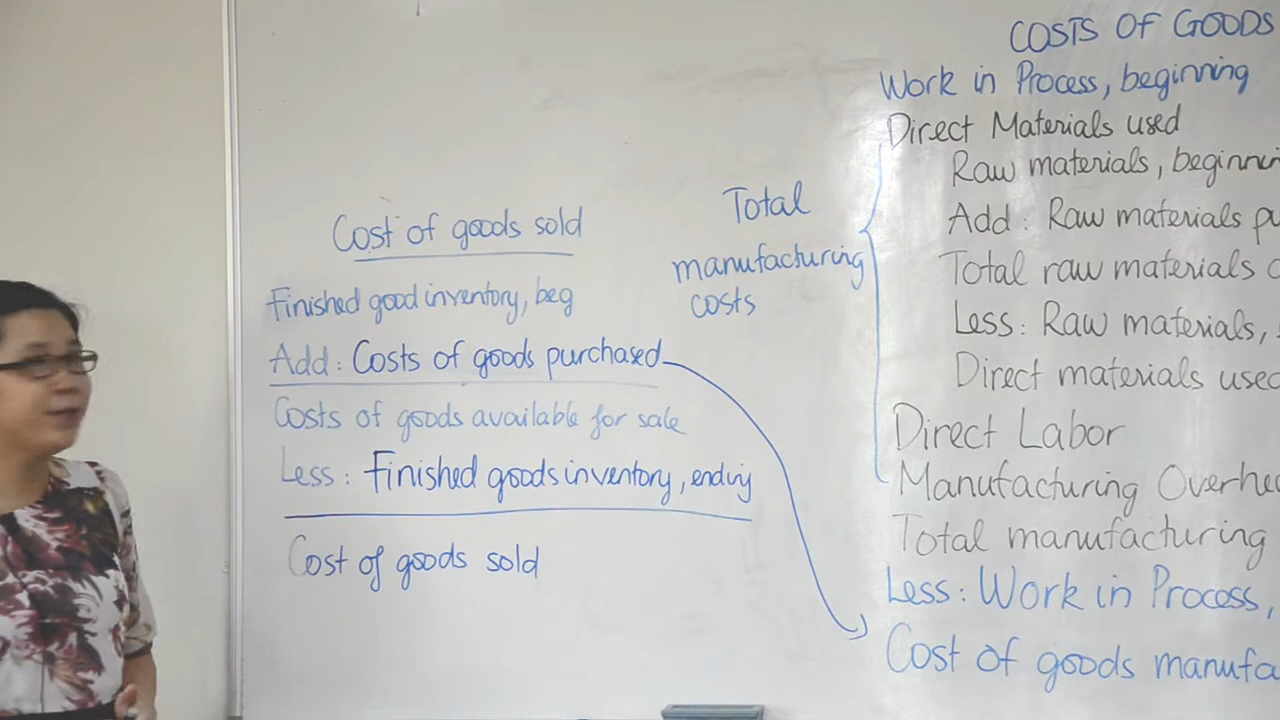 Cost of goods sold
Finished good inventory, beg
Add: Costs of goods purchased
Costs of goods available for sale
Less: Finished goods inventory, ending
Cost of goods sold
Total
manufacturing
costs
COSTS OF GOODS
Work in Process, beginning
Direct Materials used
Raw materials,
Add: Raw materials
Total raw materials
Less: Raw materials,
Direct materials used
Direct Labor
Manufacturing
Total manufacturing
Less: Work in Process,
Cost of goods